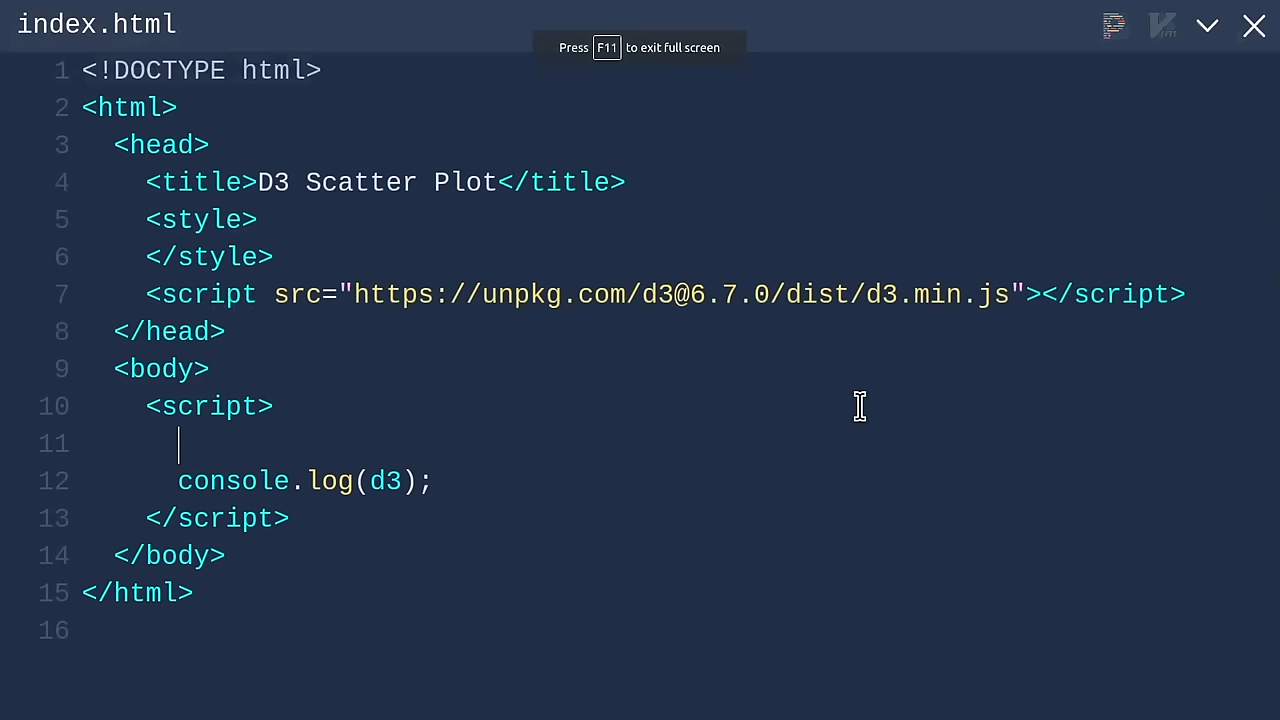 index.html
Press F11 to exit full screen
1 <!DOCTYPE html>
2 <html>
3   <head>
4     <title>D3 Scatter Plot</title>
5     <style>
6     </style>
7     <script src="https://unpkg.com/d3@6.7.0/dist/d3.min.js"></script>
8   </head>
9   <body>
10     <script>
11
12       console.log(d3);
13     </script>
14   </body>
15 </html>
16